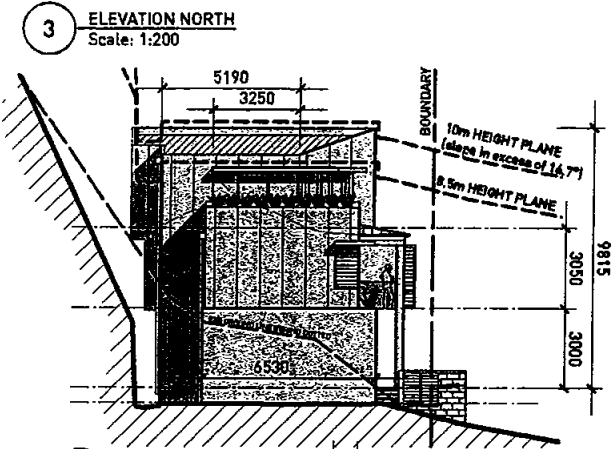 3
ELEVATION NORTH
Scale: 1:200
5190
3250
BOUNDARY
10m HEIGHT PLANE
(slope in excess of 16,7°)
8.5m HEIGHT PLANE
9815
3050
3000
6530